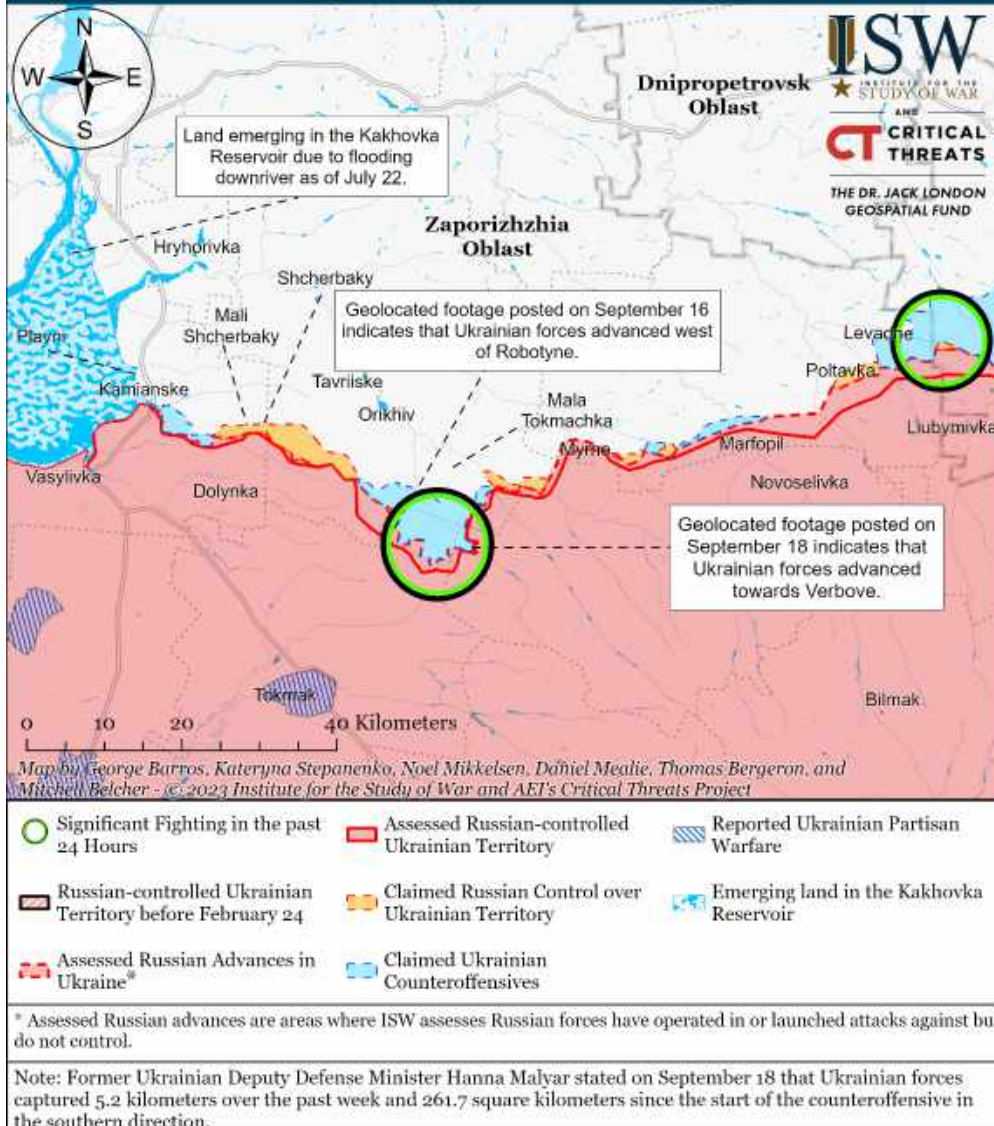 N
W
E
S
ISW
INSTITUTE FOR THE
STUDY OF WAR
AND
CT CRITICAL
THREATS
THE DR. JACK LONDON
GEOSPATIAL FUND
Dnipropetrovsk
Oblast
Land emerging in the Kakhovka
Reservoir due to flooding
downriver as of July 22.
Zaporizhzhia
Oblast
Hryhorivka
Shcherbaky
Geolocated footage posted on September 16
indicates that Ukrainian forces advanced west
of Robotyne.
Mali
Shcherbaky
Plavni
Levadne
Kamianske
Tavriiske
Poltavka
Orikhiv
Mala
Tokmachka
Liubymivka
Myrne
Marfopil
Vasylivka
Dolynka
Novoselivka
Geolocated footage posted on
September 18 indicates that
Ukrainian forces advanced
towards Verbove.
Tokmak
Bilmak
0 10 20 40 Kilometers
Map by George Barros, Kateryna Stepanenko, Noel Mikkelsen, Daniel Mealie, Thomas Bergeron, and
Mitchell Belcher - © 2023 Institute for the Study of War and AEI's Critical Threats Project
Significant Fighting in the past
24 Hours
Russian-controlled Ukrainian
Territory before February 24
Assessed Russian Advances in
Ukraine*
Assessed Russian-controlled
Ukrainian Territory
Claimed Russian Control over
Ukrainian Territory
Claimed Ukrainian
Counteroffensives
Reported Ukrainian Partisan
Warfare
Emerging land in the Kakhovka
Reservoir
* Assessed Russian advances are areas where ISW assesses Russian forces have operated in or launched attacks against bu
do not control.
Note: Former Ukrainian Deputy Defense Minister Hanna Malyar stated on September 18 that Ukrainian forces
captured 5.2 kilometers over the past week and 261.7 square kilometers since the start of the counteroffensive in
the southern direction.